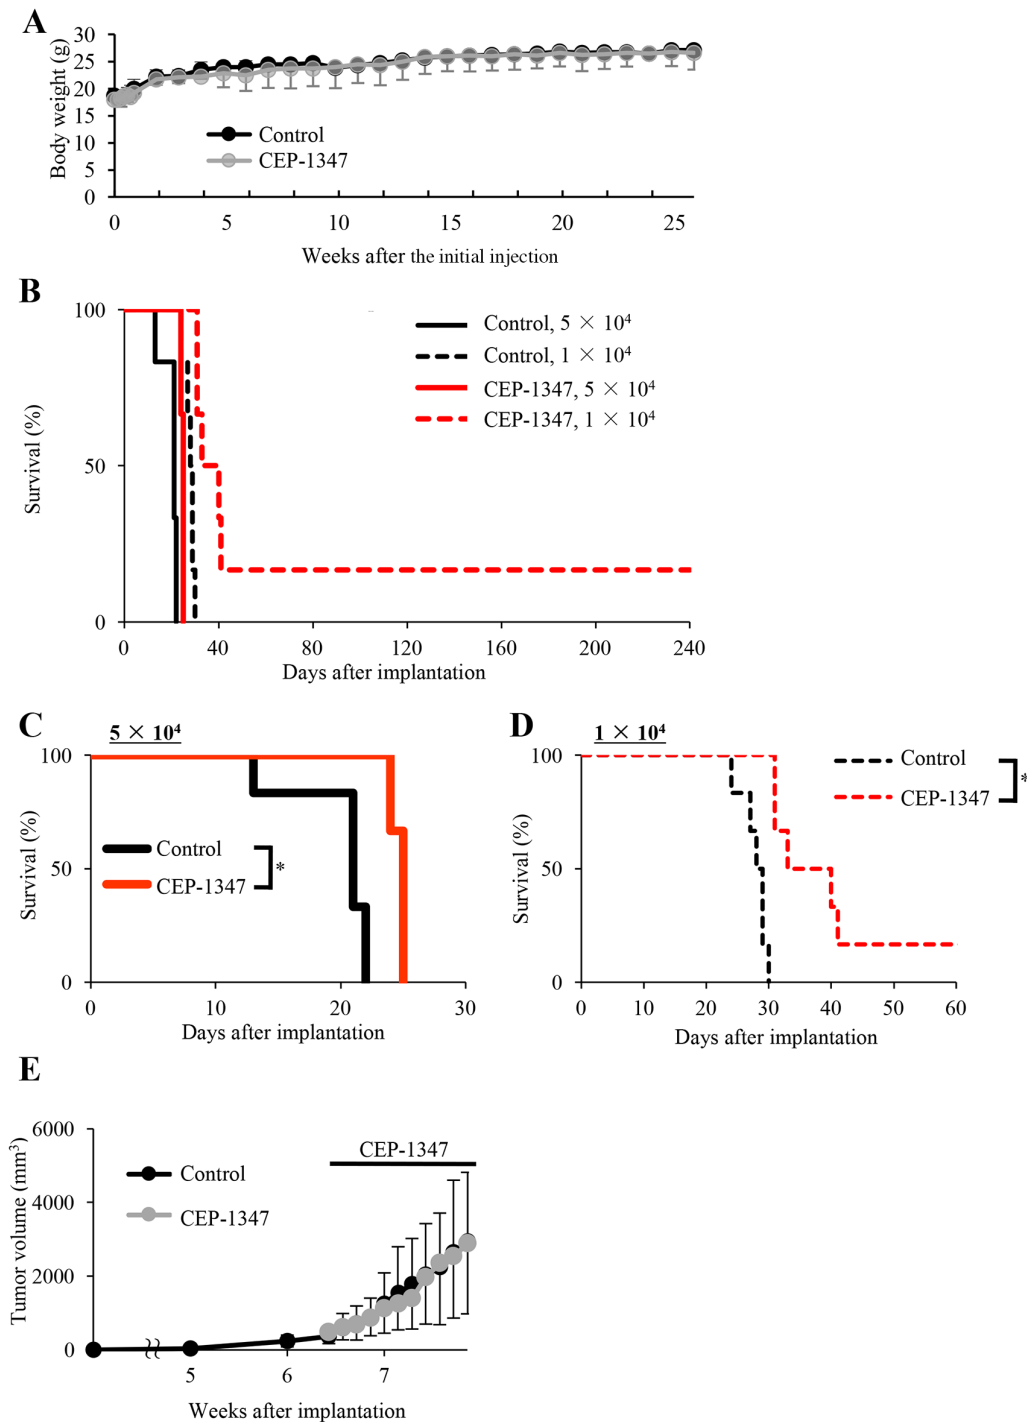 A
Body weight (g)
30
25
20
15
10
5
0
Control
CEP-1347
0 5 10 15 20 25
Weeks after the initial injection
B
Survival (%)
100
50
0
Control, 5 × 10⁴
Control, 1 × 10⁴
CEP-1347, 5 × 10⁴
CEP-1347, 1 × 10⁴
0 40 80 120 160 200 240
Days after implantation
C
5 × 10⁴
Survival (%)
100
50
0
Control
CEP-1347
*
0 10 20 30
Days after implantation
D
1 × 10⁴
Survival (%)
100
50
0
Control
CEP-1347
*
0 10 20 30 40 50 60
Days after implantation
E
Tumor volume (mm³)
6000
4000
2000
0
CEP-1347
Control
CEP-1347
5 6 7
Weeks after implantation